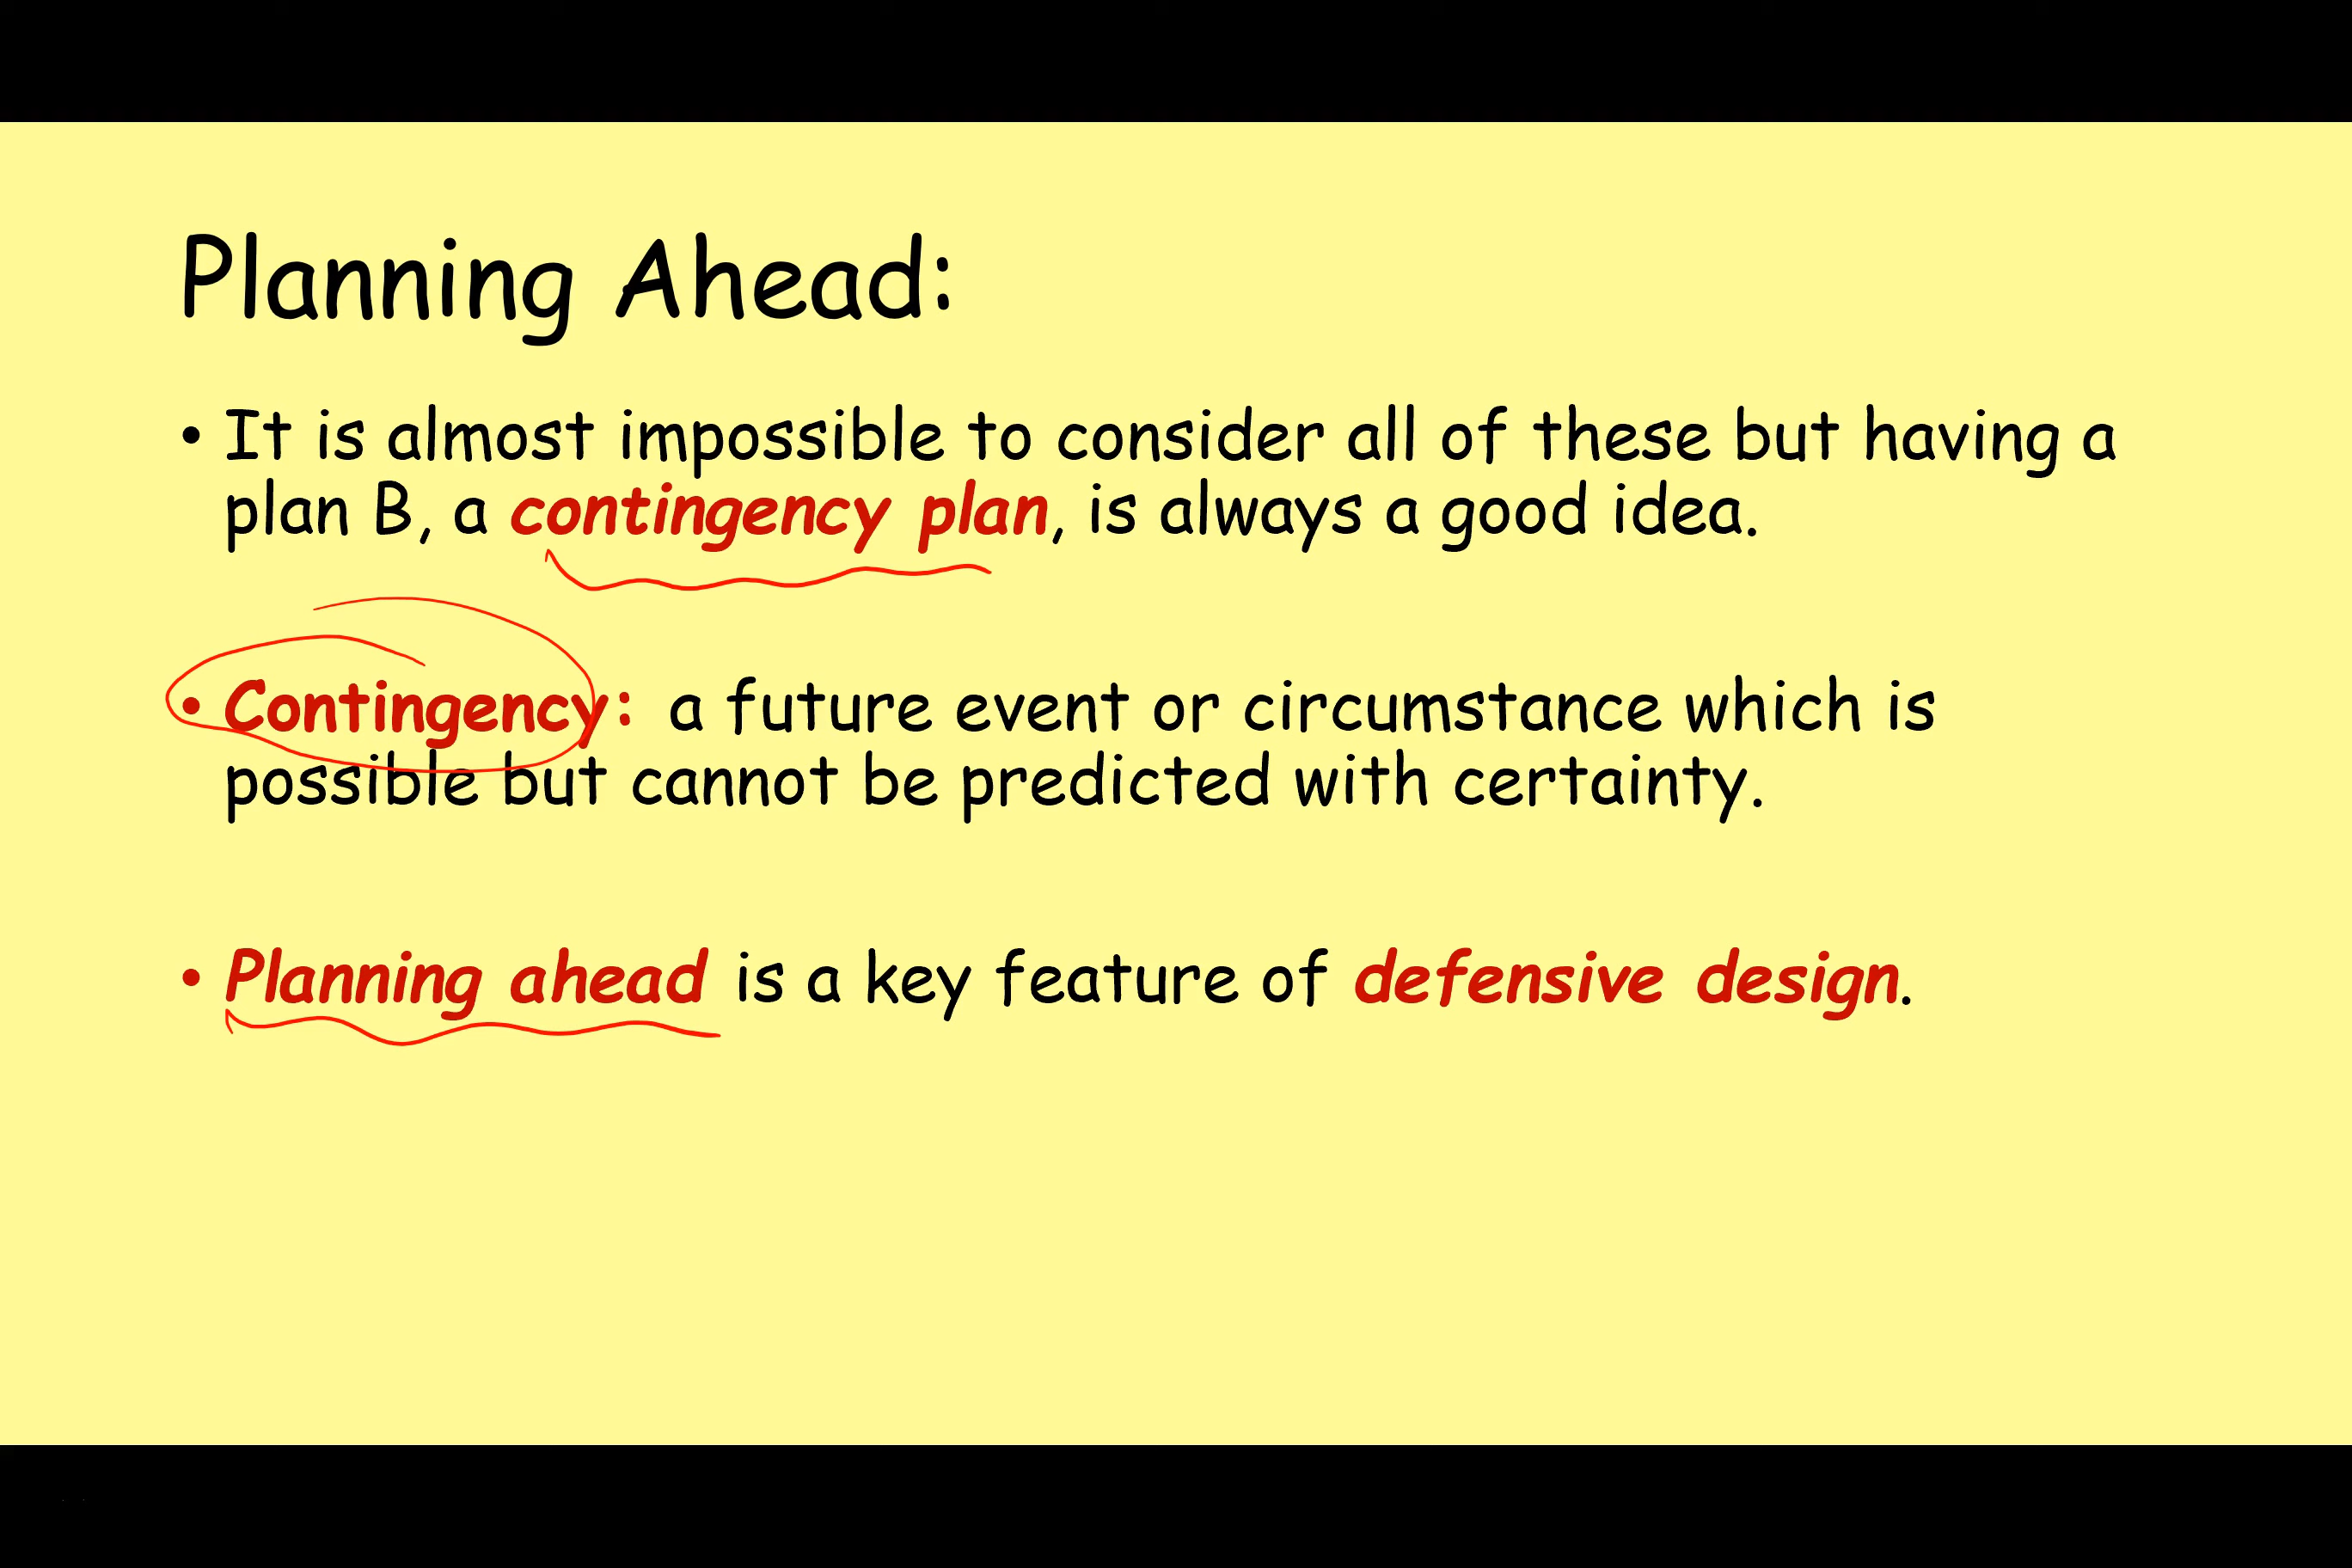 Planning Ahead:
• It is almost impossible to consider all of these but having a
plan B, a contingency plan, is always a good idea.
• Contingency: a future event or circumstance which is
possible but cannot be predicted with certainty.
• Planning ahead is a key feature of defensive design.